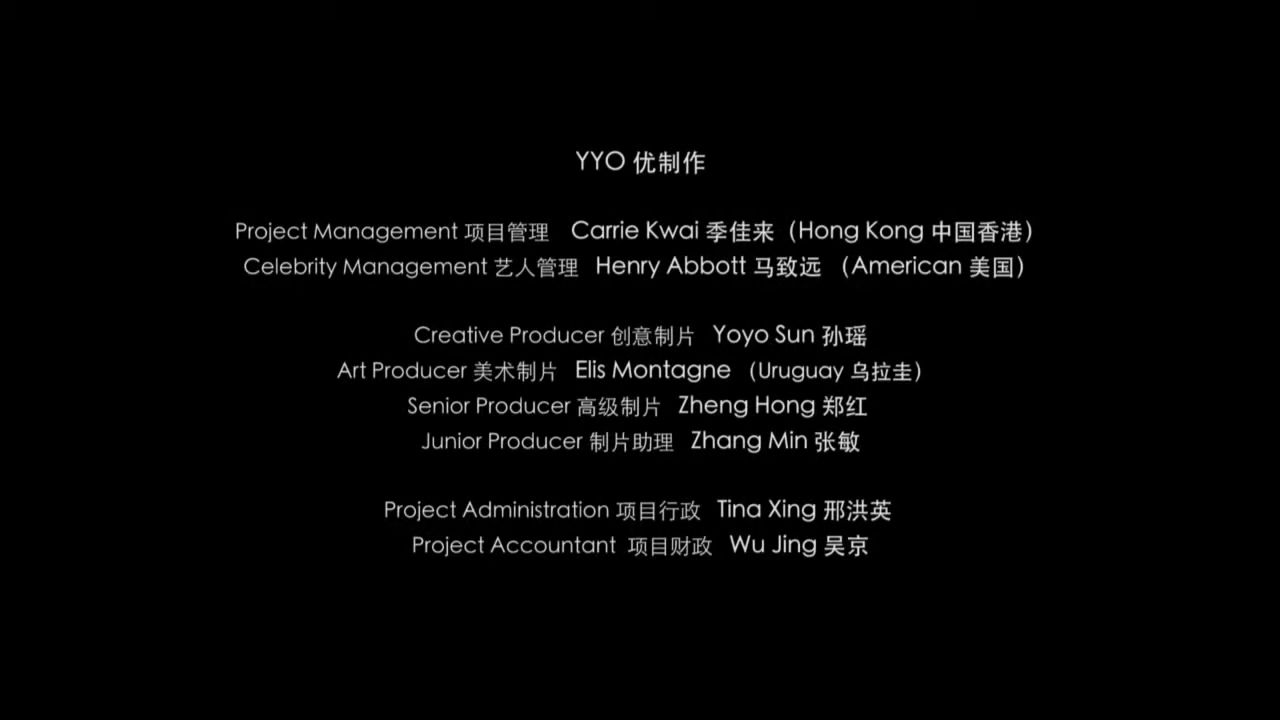 YYO 优制作
Project Management 项目管理 Carrie Kwai 季佳来（Hong Kong 中国香港）
Celebrity Management 艺人管理 Henry Abbott 马致远 （American 美国）
Creative Producer 创意制片 Yoyo Sun 孙瑶
Art Producer 美术制片 Elis Montagne （Uruguay 乌拉圭）
Senior Producer 高级制片 Zheng Hong 郑红
Junior Producer 制片助理 Zhang Min 张敏
Project Administration 项目行政 Tina Xing 邢洪英
Project Accountant 项目财政 Wu Jing 吴京